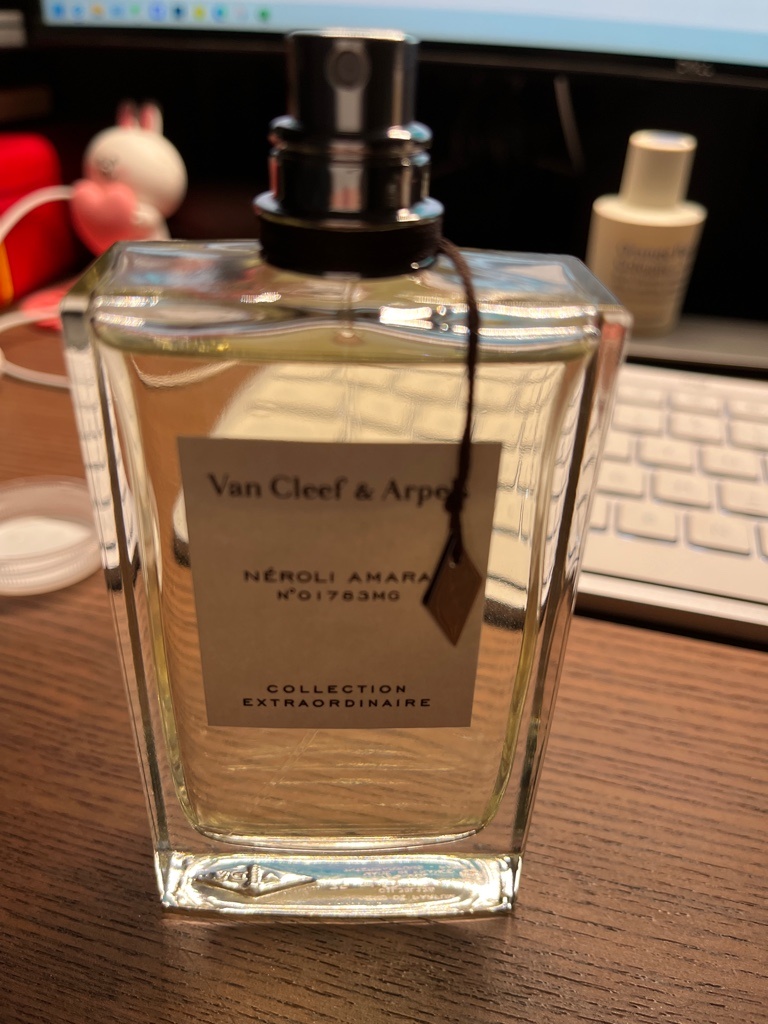 Van Cleef & Arpels
NÉROLI AMARA
N°01783MG
COLLECTION
EXTRAORDINAIRE